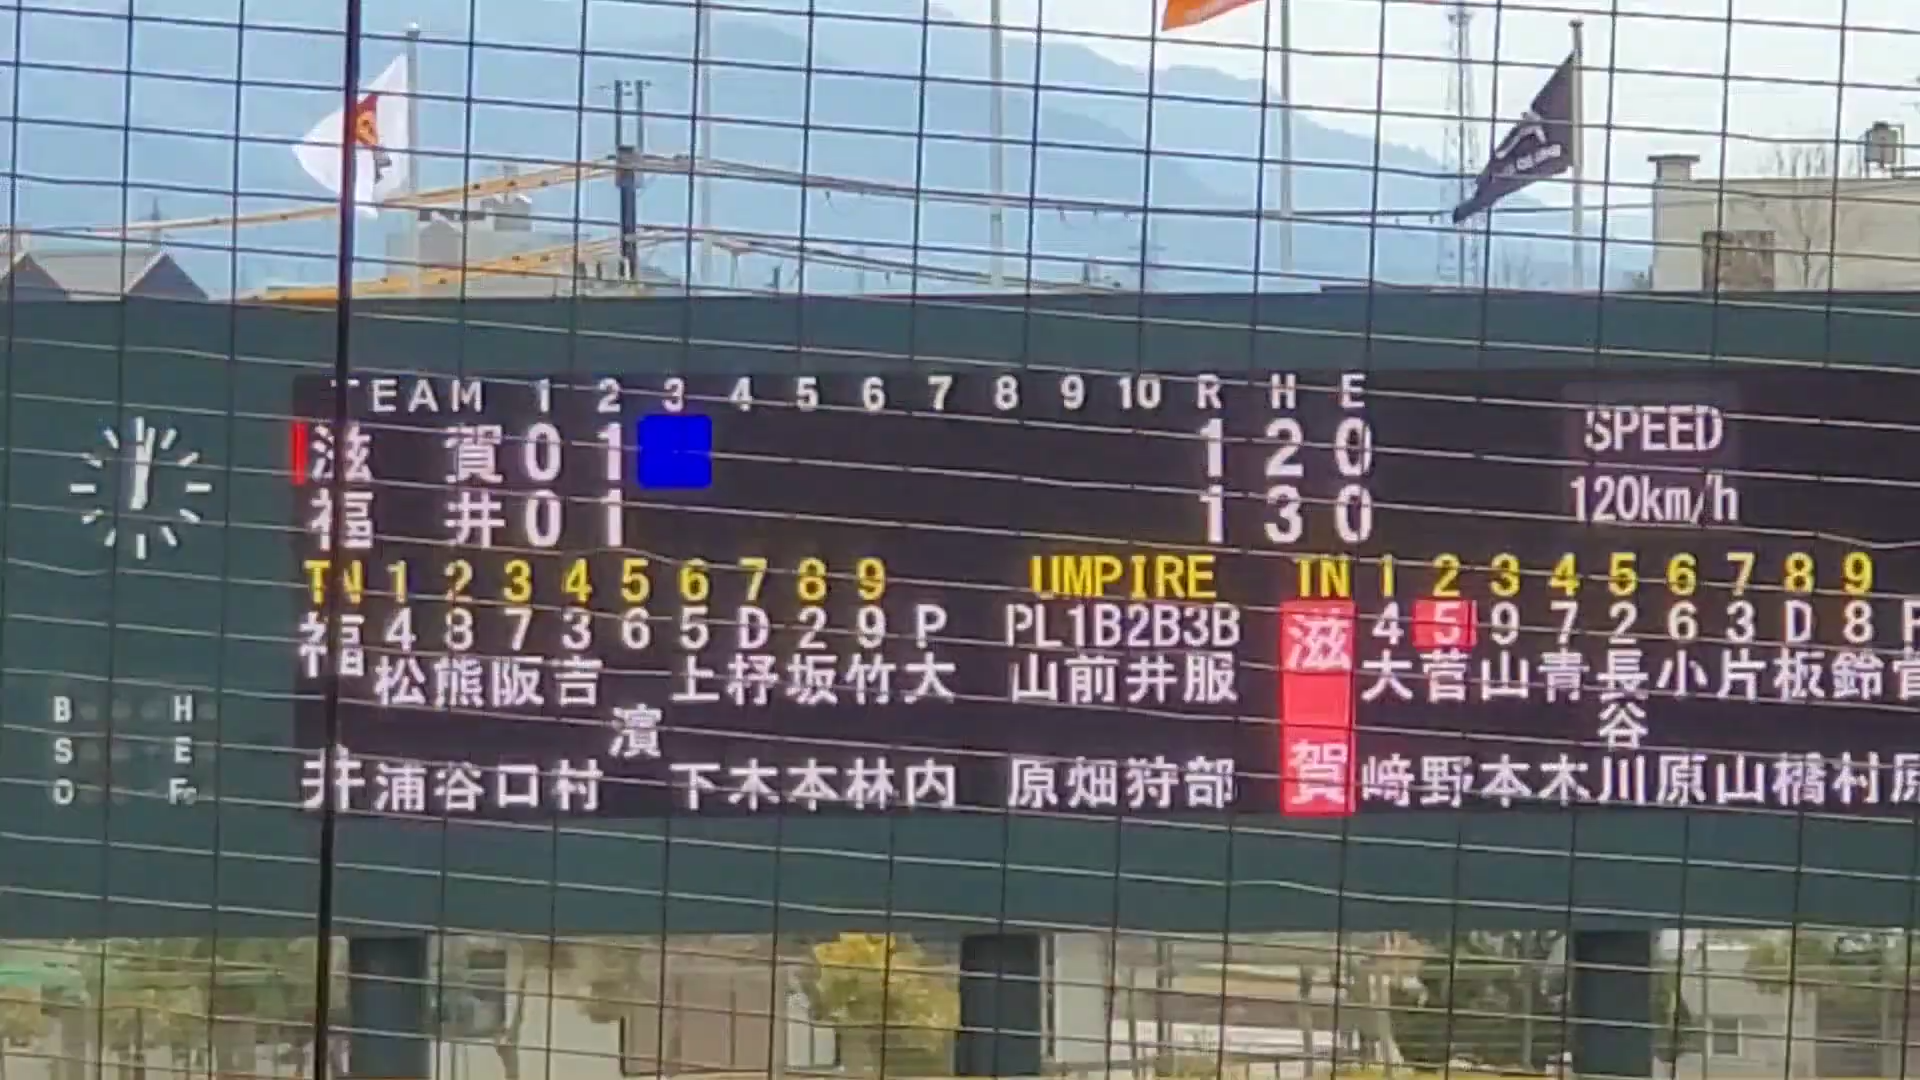 TEAM 1 2 3 4 5 6 7 8 9 10 R H E
滋賀 0 1 1 2 0
福井 0 1 1 3 0
SPEED
120km/h
TN 1 2 3 4 5 6 7 8 9
福井 4 8 7 3 6 5 D 2 9 P
松浦 熊谷 阪口 吉村 濱 上下 杼木 坂本 竹林 大内
UMPIRE
PL 1B 2B 3B
山原 前畑 井狩 服部
TN 1 2 3 4 5 6 7 8 9
滋賀 4 5 9 7 2 6 3 D 8 P
大﨑 菅野 山本 青木 長谷川 小原 片山 板橋 鈴村 菅原
B H
S E
O Fc